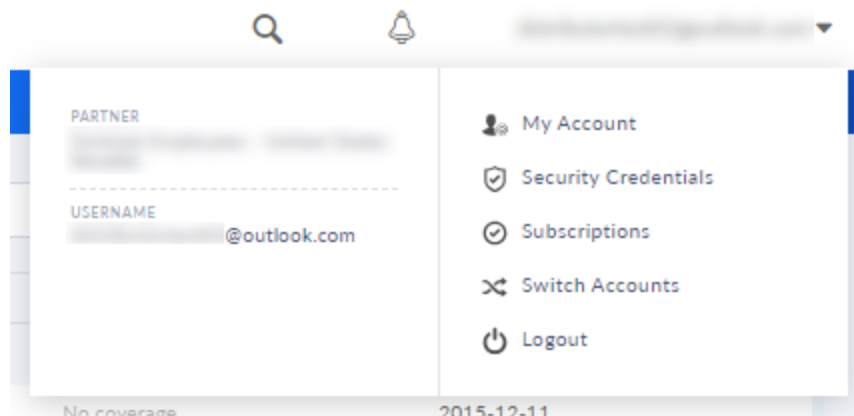 PARTNER
USERNAME
@outlook.com
My Account
Security Credentials
Subscriptions
Switch Accounts
Logout
No coverage
2015-12-11